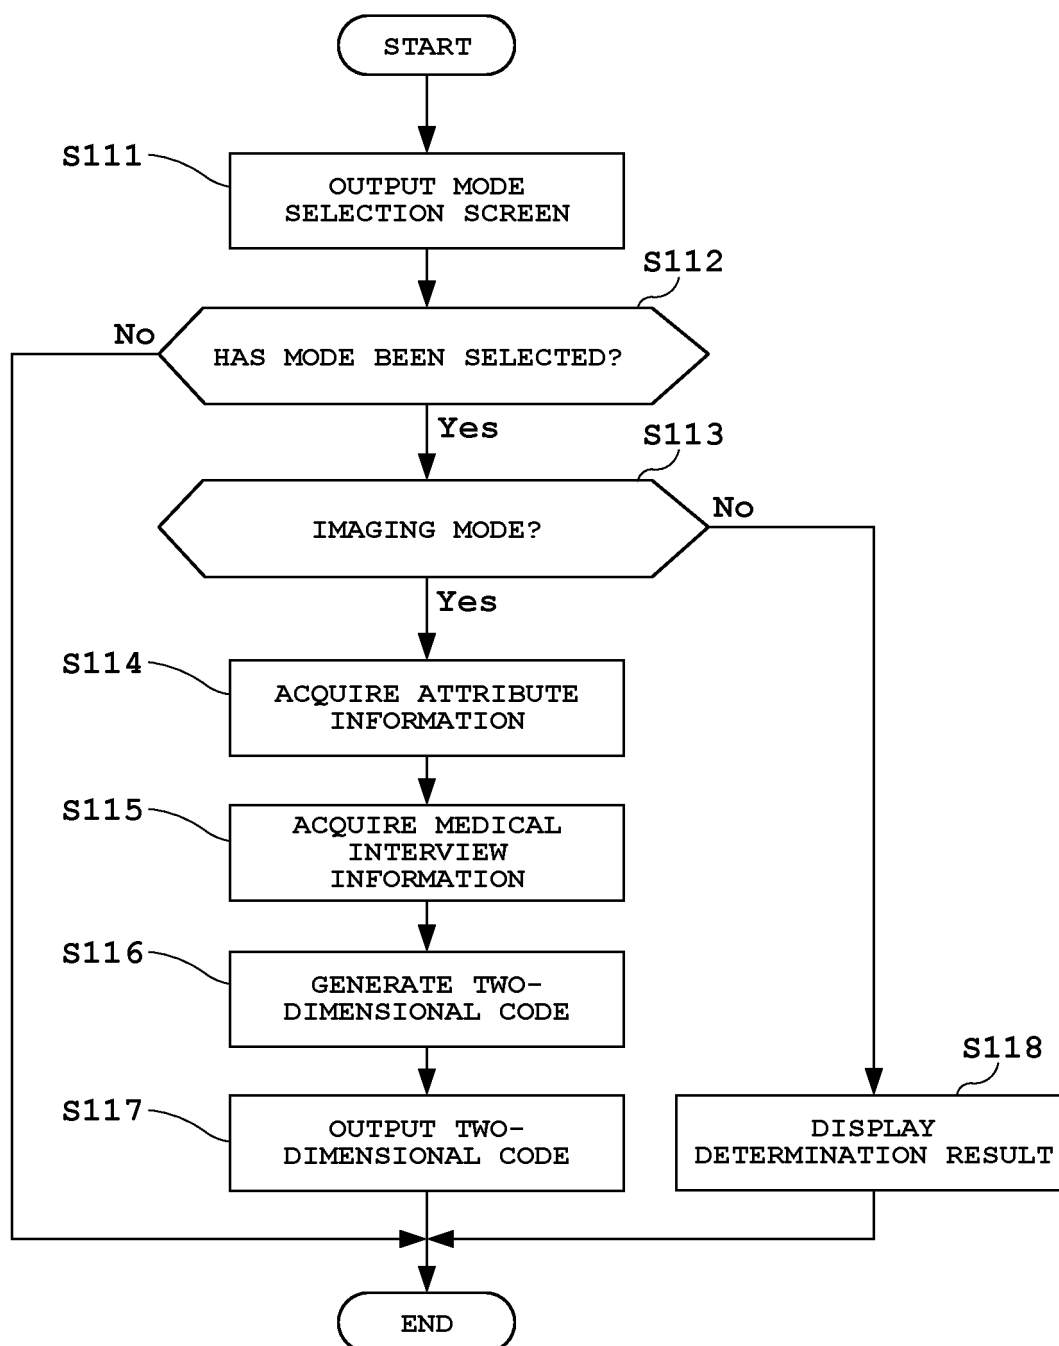 START
S111
OUTPUT MODE
SELECTION SCREEN
S112
No
HAS MODE BEEN SELECTED?
Yes
S113
IMAGING MODE?
No
Yes
S114
ACQUIRE ATTRIBUTE
INFORMATION
S115
ACQUIRE MEDICAL
INTERVIEW
INFORMATION
S116
GENERATE TWO-
DIMENSIONAL CODE
S117
OUTPUT TWO-
DIMENSIONAL CODE
S118
DISPLAY
DETERMINATION RESULT
END